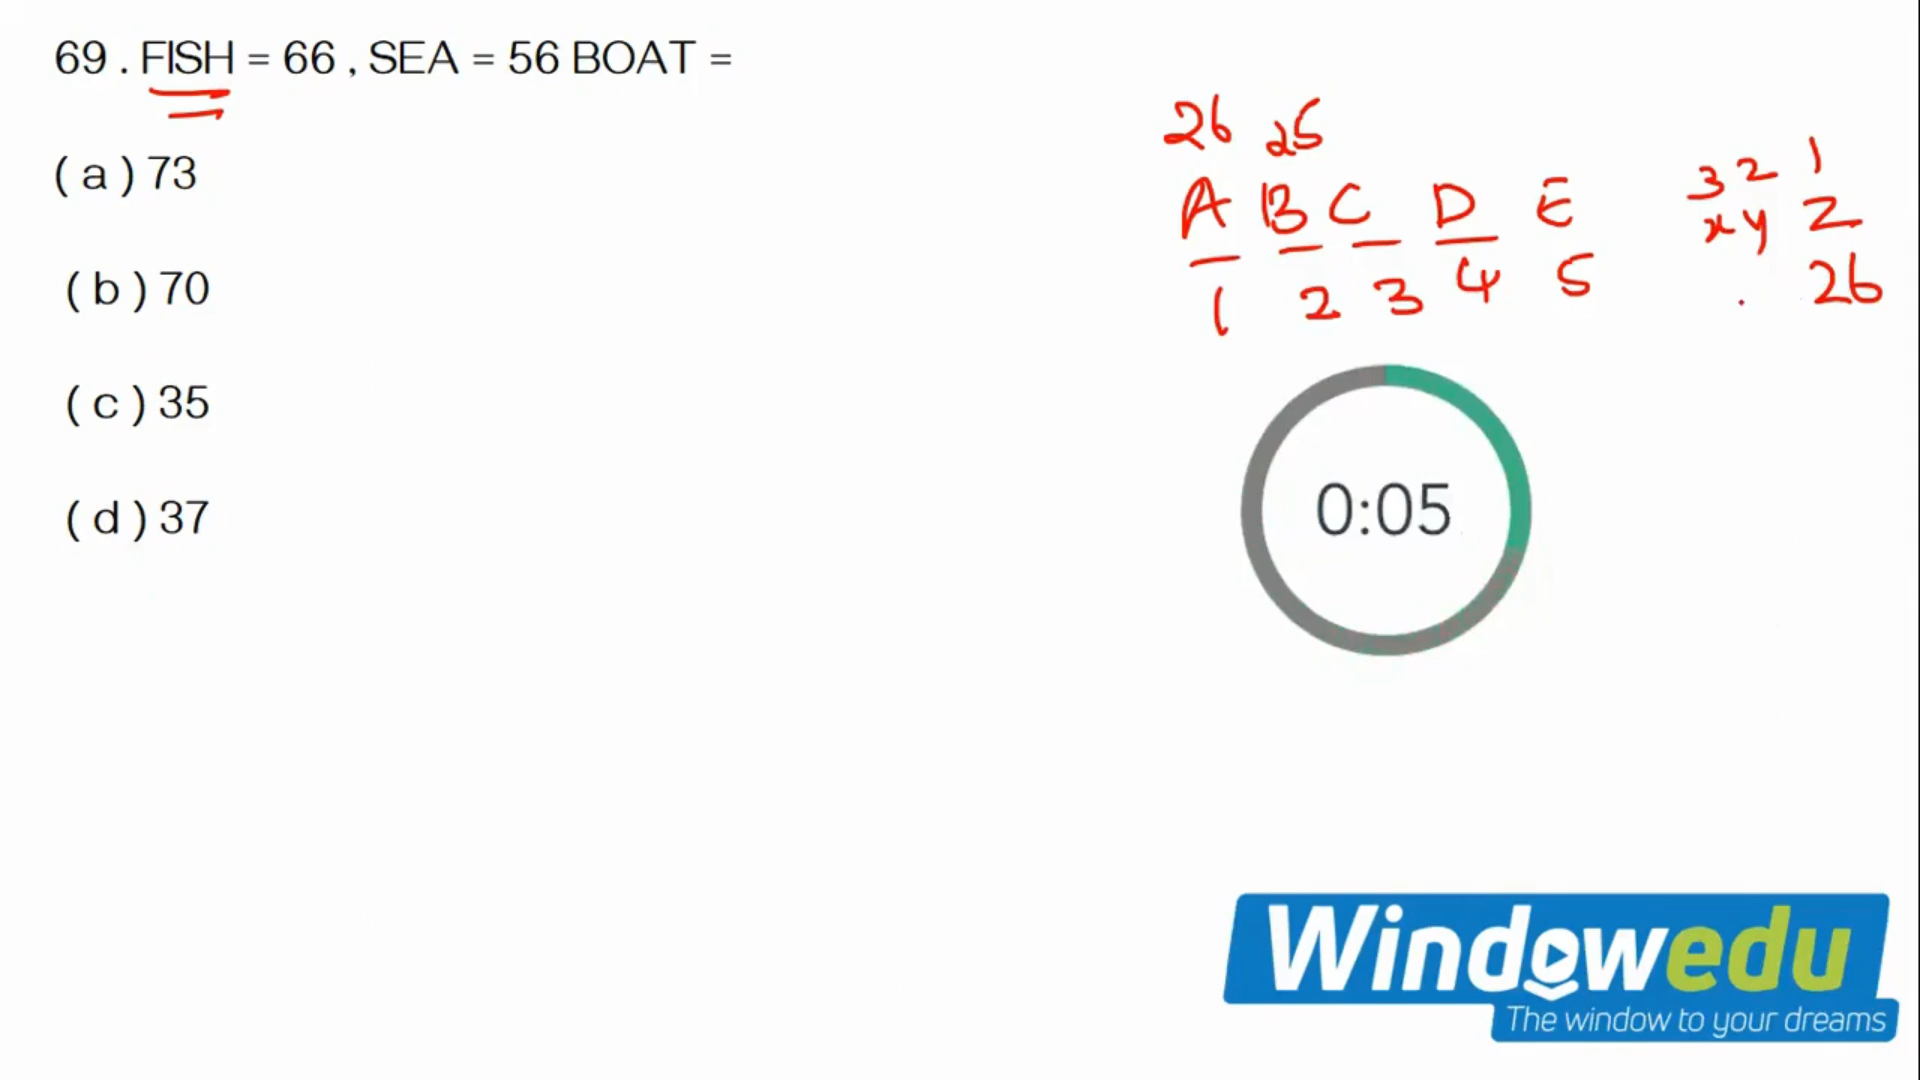 69 . FISH = 66 , SEA = 56 BOAT =
( a ) 73
( b ) 70
( c ) 35
( d ) 37
26 25
3 2 1
A B C D E
x y Z
1 2 3 4 5
26
0:05
Windowedu
The window to your dreams